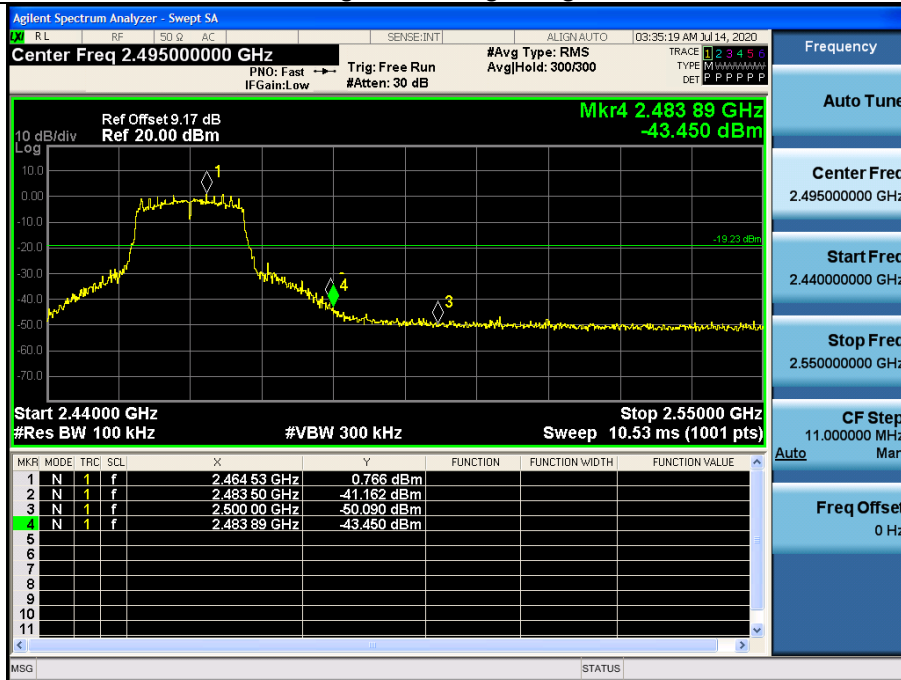 Agilent Spectrum Analyzer - Swept SA
LXI RL RF 50 Ω AC SENSE:INT ALIGN AUTO 03:35:19 AM Jul 14, 2020
Center Freq 2.495000000 GHz
PNO: Fast
IFGain:Low
Trig: Free Run
#Atten: 30 dB
#Avg Type: RMS
Avg|Hold: 300/300
TRACE 1 2 3 4 5 6
TYPE M W W W W W
DET P P P P P P
Mkr4 2.483 89 GHz
-43.450 dBm
Ref Offset 9.17 dB
10 dB/div Ref 20.00 dBm
Log
10.0
0.00
-10.0
-20.0
-30.0
-40.0
-50.0
-60.0
-70.0
1
4
3
-19.23 dBm
Start 2.44000 GHz Stop 2.55000 GHz
#Res BW 100 kHz #VBW 300 kHz Sweep 10.53 ms (1001 pts)
MKR MODE TRC SCL X Y FUNCTION FUNCTION WIDTH FUNCTION VALUE
1 N 1 f 2.464 53 GHz 0.766 dBm
2 N 1 f 2.483 50 GHz -41.162 dBm
3 N 1 f 2.500 00 GHz -50.090 dBm
4 N 1 f 2.483 89 GHz -43.450 dBm
5
6
7
8
9
10
11
MSG STATUS
Frequency
Auto Tune
Center Freq
2.495000000 GHz
Start Freq
2.440000000 GHz
Stop Freq
2.550000000 GHz
CF Step
11.000000 MHz
Auto Man
Freq Offset
0 Hz